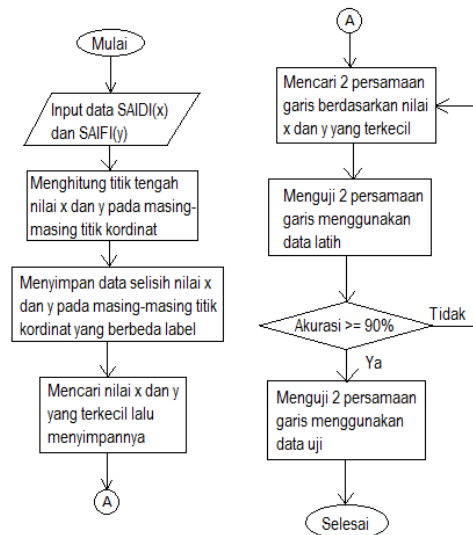 Mulai
Input data SAIDI(x)
dan SAIFI(y)
Menghitung titik tengah
nilai x dan y pada masing-
masing titik kordinat
Menyimpan data selisih nilai x
dan y pada masing-masing titik
kordinat yang berbeda label
Mencari nilai x dan y
yang terkecil lalu
menyimpannya
A
A
Mencari 2 persamaan
garis berdasarkan nilai
x dan y yang terkecil
Menguji 2 persamaan
garis menggunakan
data latih
Akurasi >= 90%
Tidak
Ya
Menguji 2 persamaan
garis menggunakan
data uji
Selesai